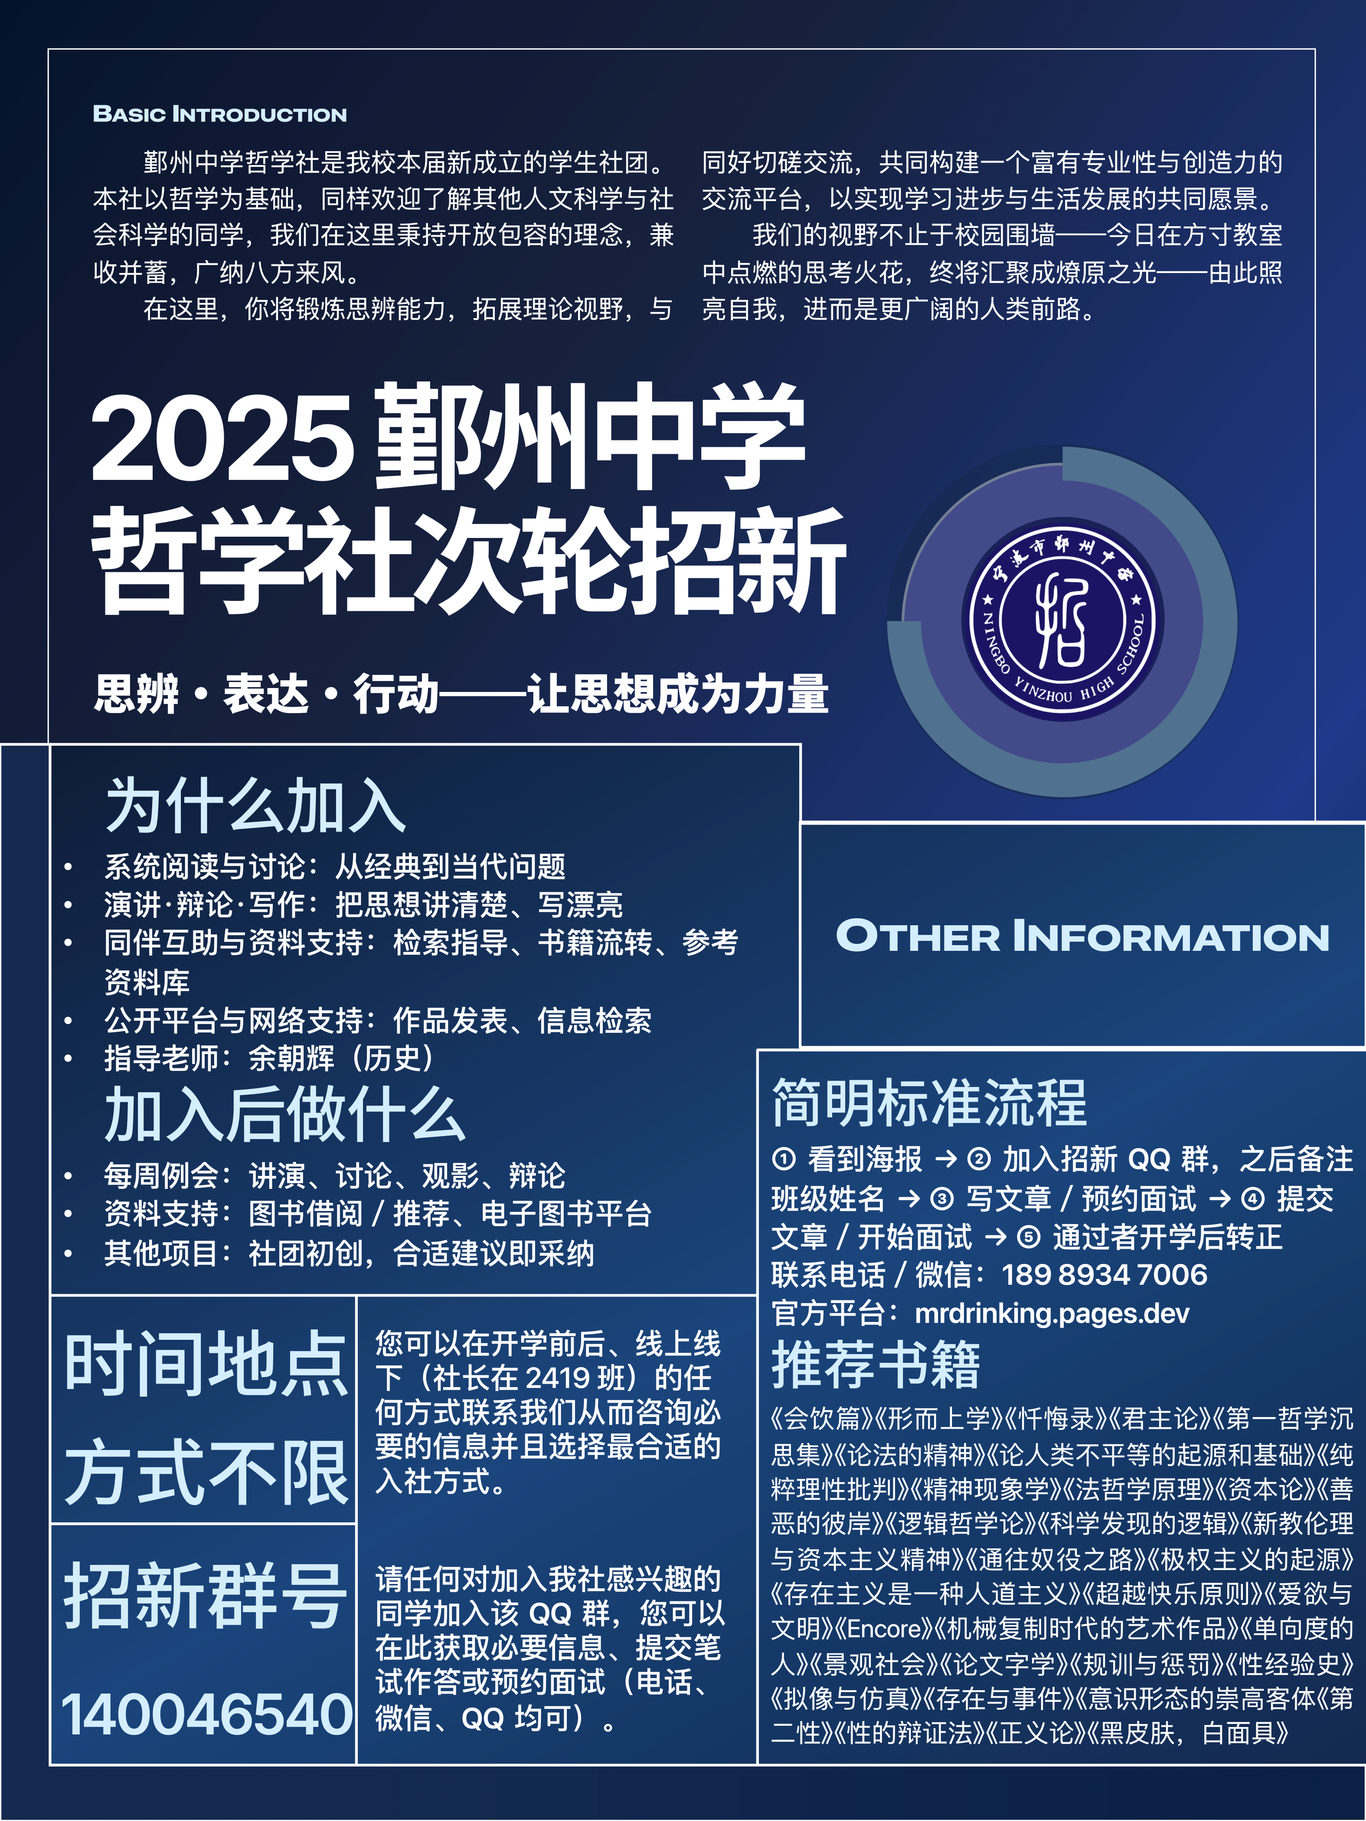 BASIC INTRODUCTION
鄞州中学哲学社是我校本届新成立的学生社团。
本社以哲学为基础，同样欢迎了解其他人文科学与社
会科学的同学，我们在这里秉持开放包容的理念，兼
收并蓄，广纳八方来风。
在这里，你将锻炼思辨能力，拓展理论视野，与
同好切磋交流，共同构建一个富有专业性与创造力的
交流平台，以实现学习进步与生活发展的共同愿景。
我们的视野不止于校园围墙——今日在方寸教室
中点燃的思考火花，终将汇聚成燎原之光——由此照
亮自我，进而是更广阔的人类前路。
2025 鄞州中学
哲学社次轮招新
思辨·表达·行动——让思想成为力量
宁波市鄞州中学
哲
NINGBO YINZHOU HIGH SCHOOL
为什么加入
• 系统阅读与讨论：从经典到当代问题
• 演讲·辩论·写作：把思想讲清楚、写漂亮
• 同伴互助与资料支持：检索指导、书籍流转、参考
资料库
• 公开平台与网络支持：作品发表、信息检索
• 指导老师：余朝辉（历史）
加入后做什么
• 每周例会：讲演、讨论、观影、辩论
• 资料支持：图书借阅 / 推荐、电子图书平台
• 其他项目：社团初创，合适建议即采纳
时间地点
方式不限
您可以在开学前后、线上线
下（社长在 2419 班）的任
何方式联系我们从而咨询必
要的信息并且选择最合适的
入社方式。
招新群号
140046540
请任何对加入我社感兴趣的
同学加入该 QQ 群，您可以
在此获取必要信息、提交笔
试作答或预约面试（电话、
微信、QQ 均可）。
OTHER INFORMATION
简明标准流程
① 看到海报 → ② 加入招新 QQ 群，之后备注
班级姓名 → ③ 写文章 / 预约面试 → ④ 提交
文章 / 开始面试 → ⑤ 通过者开学后转正
联系电话 / 微信：189 8934 7006
官方平台：mrdrinking.pages.dev
推荐书籍
《会饮篇》《形而上学》《忏悔录》《君主论》《第一哲学沉
思集》《论法的精神》《论人类不平等的起源和基础》《纯
粹理性批判》《精神现象学》《法哲学原理》《资本论》《善
恶的彼岸》《逻辑哲学论》《科学发现的逻辑》《新教伦理
与资本主义精神》《通往奴役之路》《极权主义的起源》
《存在主义是一种人道主义》《超越快乐原则》《爱欲与
文明》《Encore》《机械复制时代的艺术作品》《单向度的
人》《景观社会》《论文字学》《规训与惩罚》《性经验史》
《拟像与仿真》《存在与事件》《意识形态的崇高客体《第
二性》《性的辩证法》《正义论》《黑皮肤，白面具》